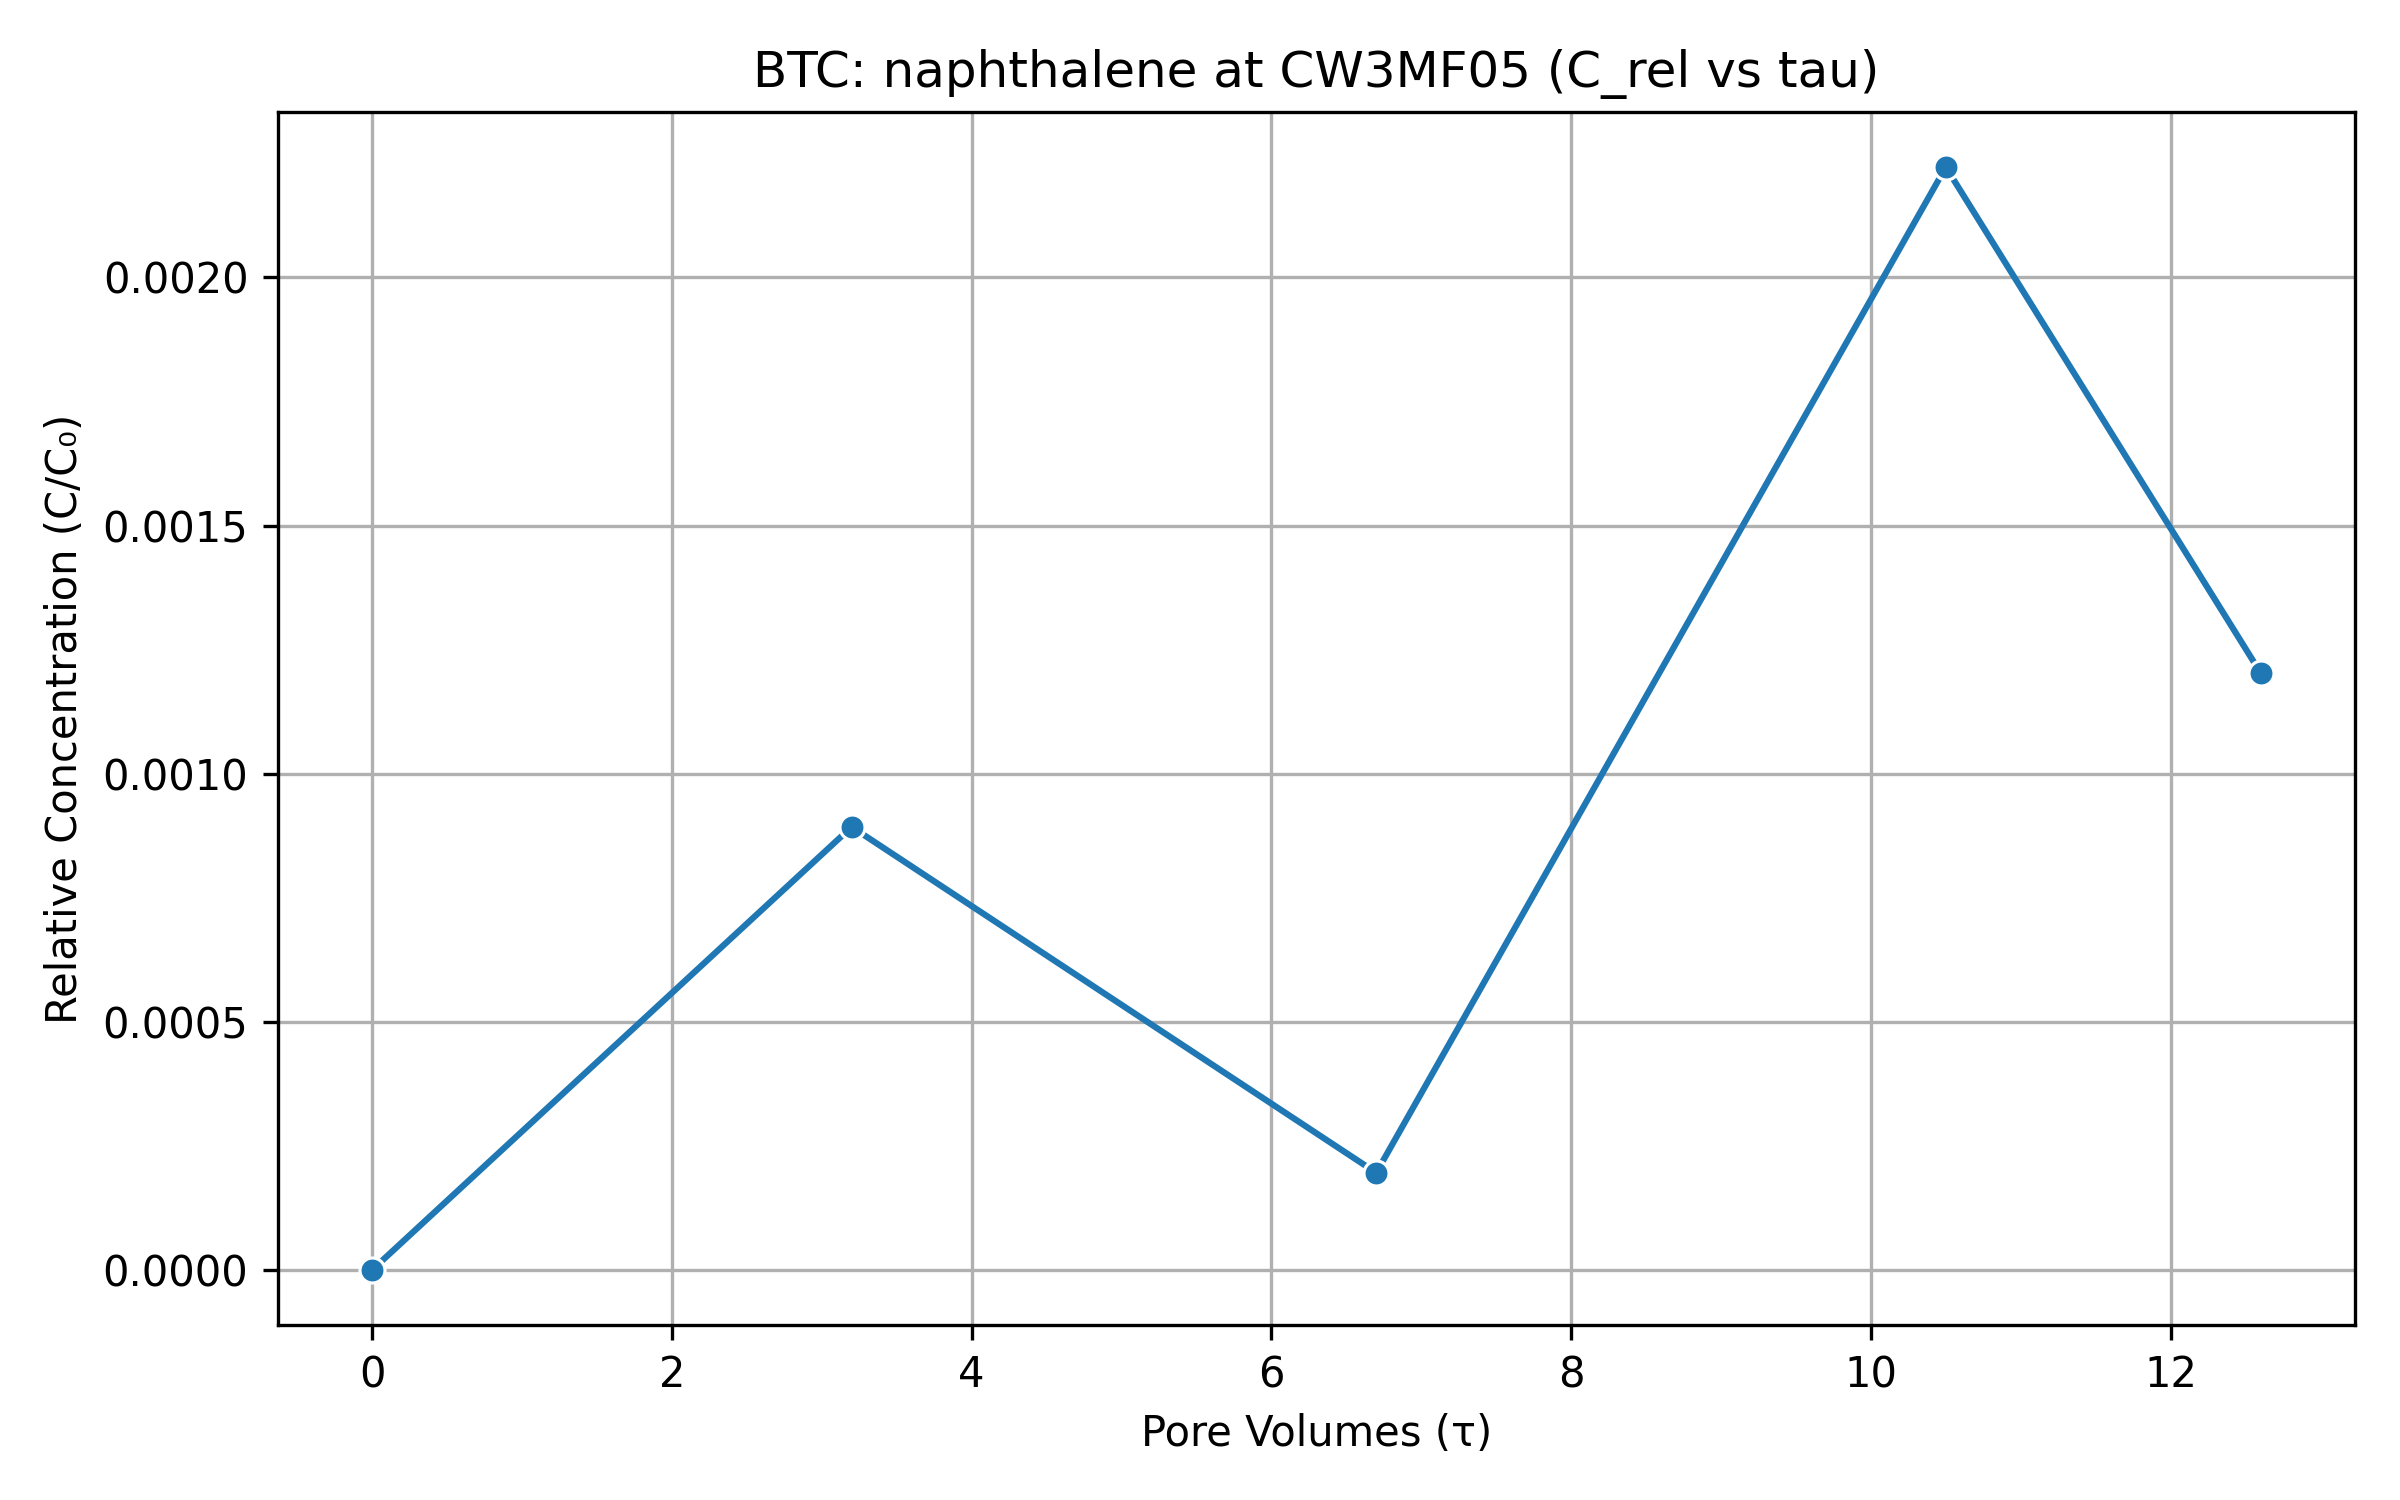 BTC: naphthalene at CW3MF05 (C_rel vs tau)
Relative Concentration (C/C₀)
0.0020
0.0015
0.0010
0.0005
0.0000
0 2 4 6 8 10 12
Pore Volumes (τ)